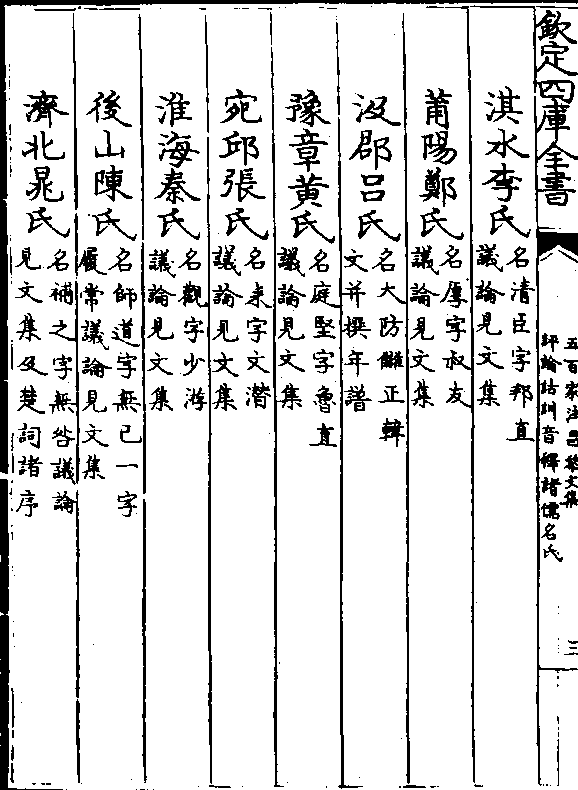 欽定四庫全書
五百家注昌黎文集
評論詁訓音釋諸儒名氏
三
淇水李氏
名清臣字邦直
議論見文集
莆陽鄭氏
名厚字叔友
議論見文集
汲郡呂氏
名大防雠正韓
文并撰年譜
豫章黄氏
名庭堅字魯直
議論見文集
宛邱張氏
名耒字文潜
議論見文集
淮海秦氏
名觀字少游
議論見文集
後山陳氏
名師道字無已一字
履常議論見文集
濟北晁氏
名補之字無咎議論
見文集及楚詞諸序